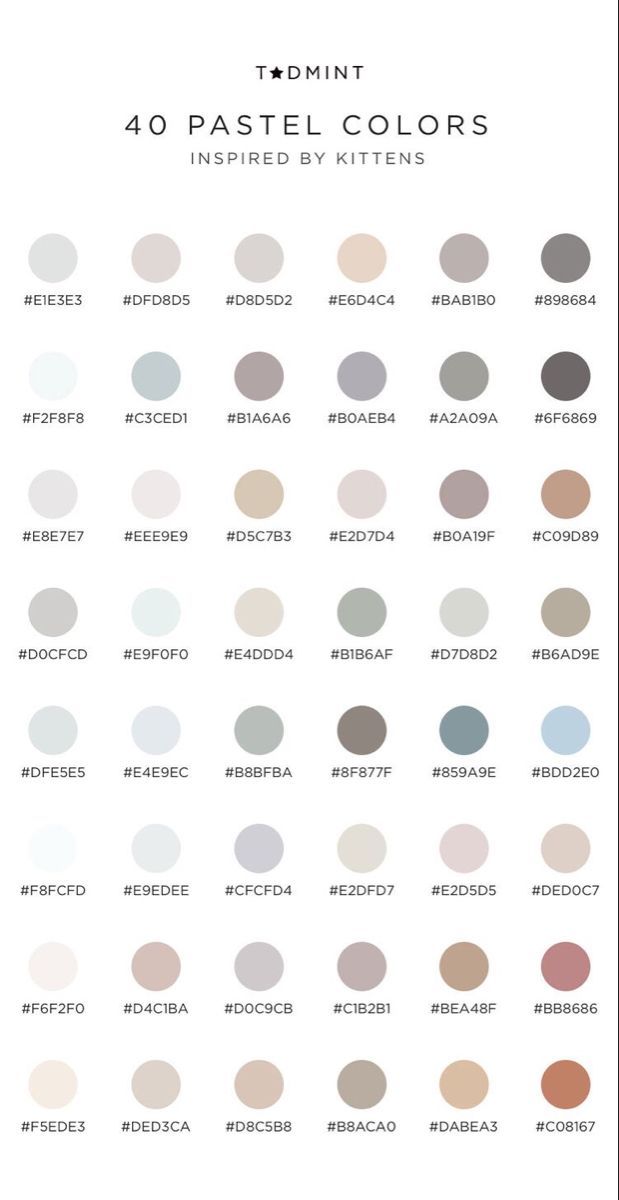 T★DMINT
40 PASTEL COLORS
INSPIRED BY KITTENS
#E1E3E3 #DFD8D5 #D8D5D2 #E6D4C4 #BAB1B0 #898684
#F2F8F8 #C3CED1 #B1A6A6 #B0AEB4 #A2A09A #6F6869
#E8E7E7 #EEE9E9 #D5C7B3 #E2D7D4 #B0A19F #C09D89
#D0CFCD #E9F0F0 #E4DDD4 #B1B6AF #D7D8D2 #B6AD9E
#DFE5E5 #E4E9EC #B8BFBA #8F877F #859A9E #BDD2E0
#F8FCFD #E9EDEE #CFCFD4 #E2DFD7 #E2D5D5 #DED0C7
#F6F2F0 #D4C1BA #D0C9CB #C1B2B1 #BEA48F #BB8686
#F5EDE3 #DED3CA #D8C5B8 #B8ACA0 #DABEA3 #C08167